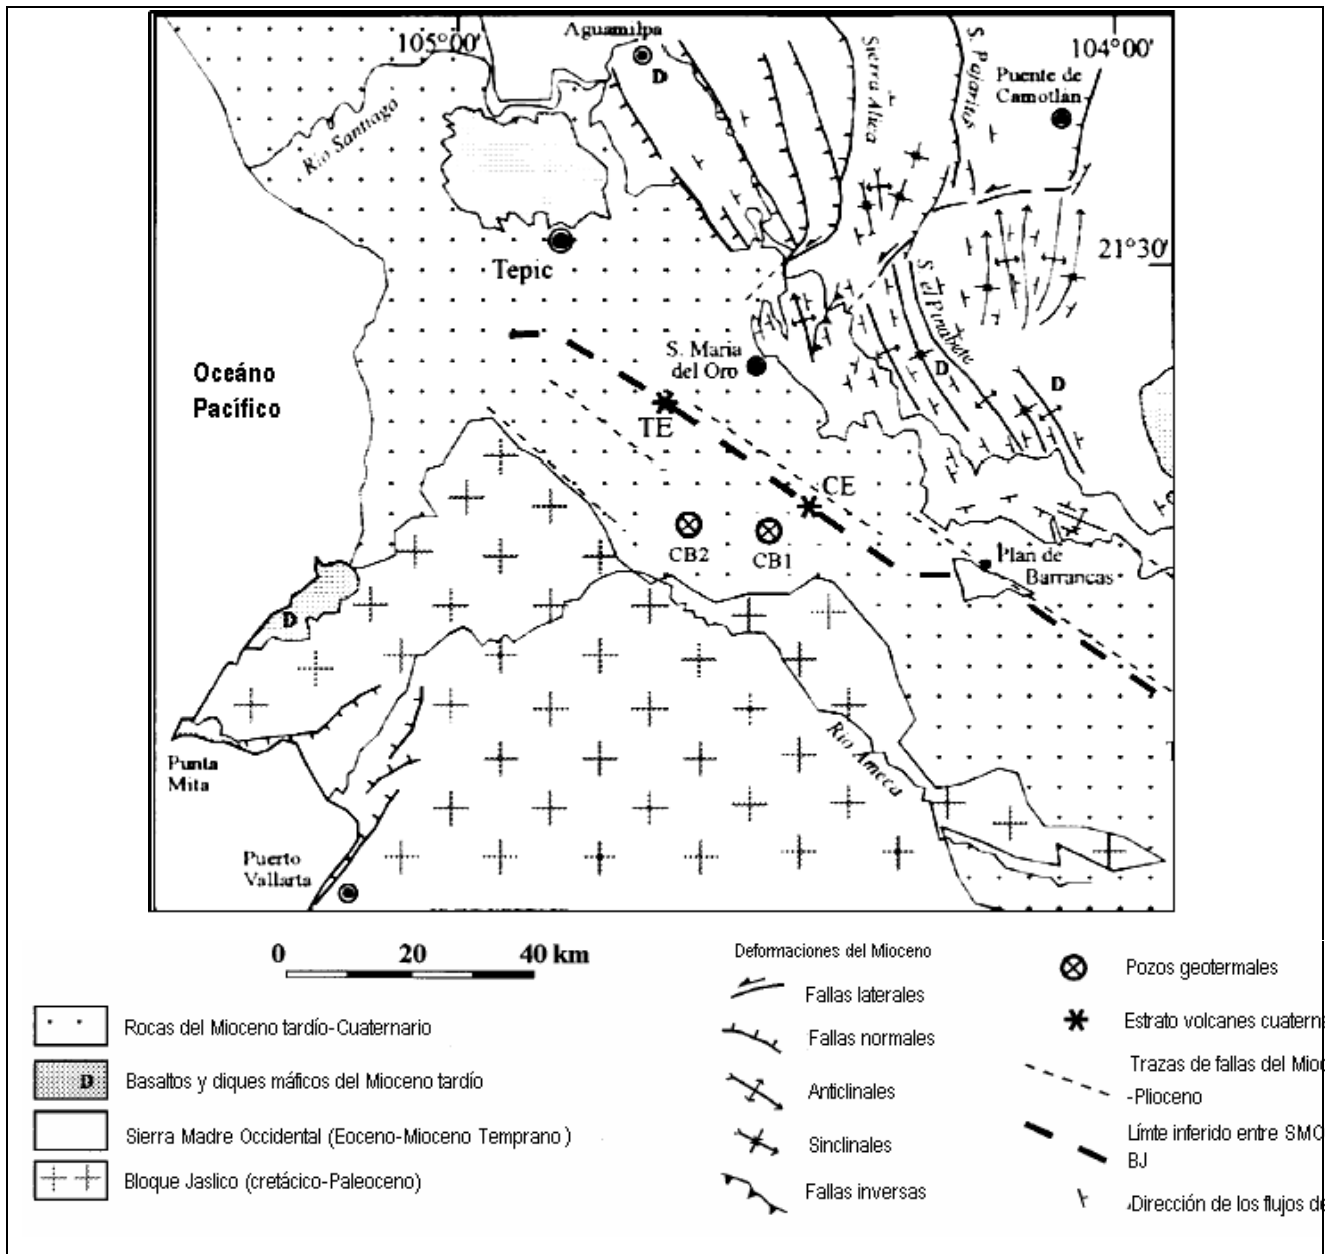 Aguamilpa
105°00'
104°00'
D
Sierra Alica
S. Pajaritos
Puente de
Camotlán
Río Santiago
21°30'
Tepic
S. el Pinabete
S. Maria
del Oro
D
D
Oceáno
Pacífico
TE
CE
CB2
CB1
Plan de
Barrancas
D
Río Ameca
Punta
Mita
Puerto
Vallarta
0 20 40 km
Rocas del Mioceno tardío-Cuaternario
D
Basaltos y diques máficos del Mioceno tardío
Sierra Madre Occidental (Eoceno-Mioceno Temprano)
Bloque Jaslico (cretácico-Paleoceno)
Deformaciones del Mioceno
Fallas laterales
Fallas normales
Anticlinales
Sinclinales
Fallas inversas
Pozos geotermales
Estrato volcanes cuatern
Trazas de fallas del Mioc
-Plioceno
Límte inferido entre SMO
BJ
Dirección de los flujos de